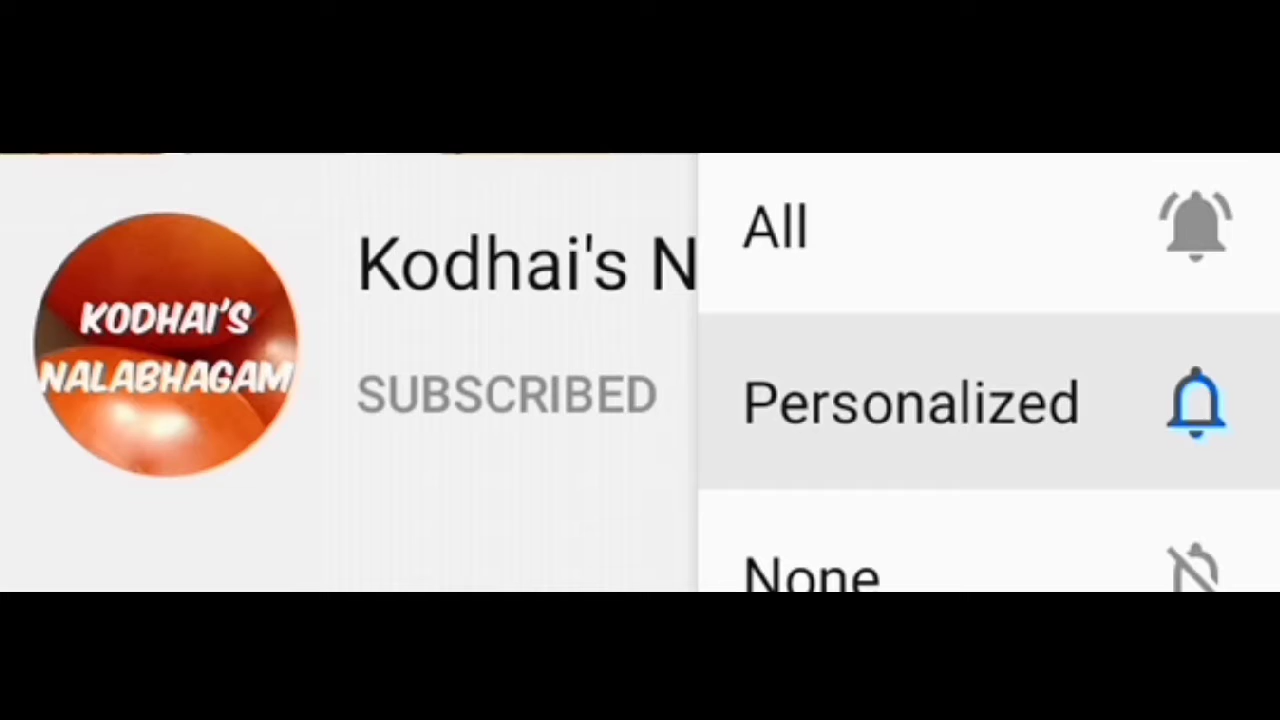 KODHAI'S
NALABHAGAM
Kodhai's N
SUBSCRIBED
All
Personalized
None